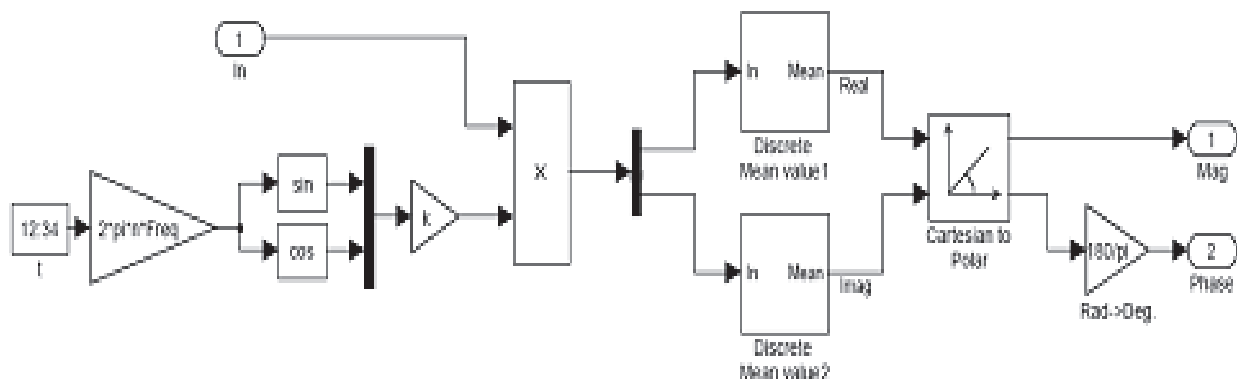 1
In
12:34
t
2*pi*n*Freq
sin
cos
k
X
In Mean
Real
Discrete
Mean value1
In Mean
Imag
Discrete
Mean value2
Cartesian to
Polar
1
Mag
180/pi
Rad->Deg.
2
Phase